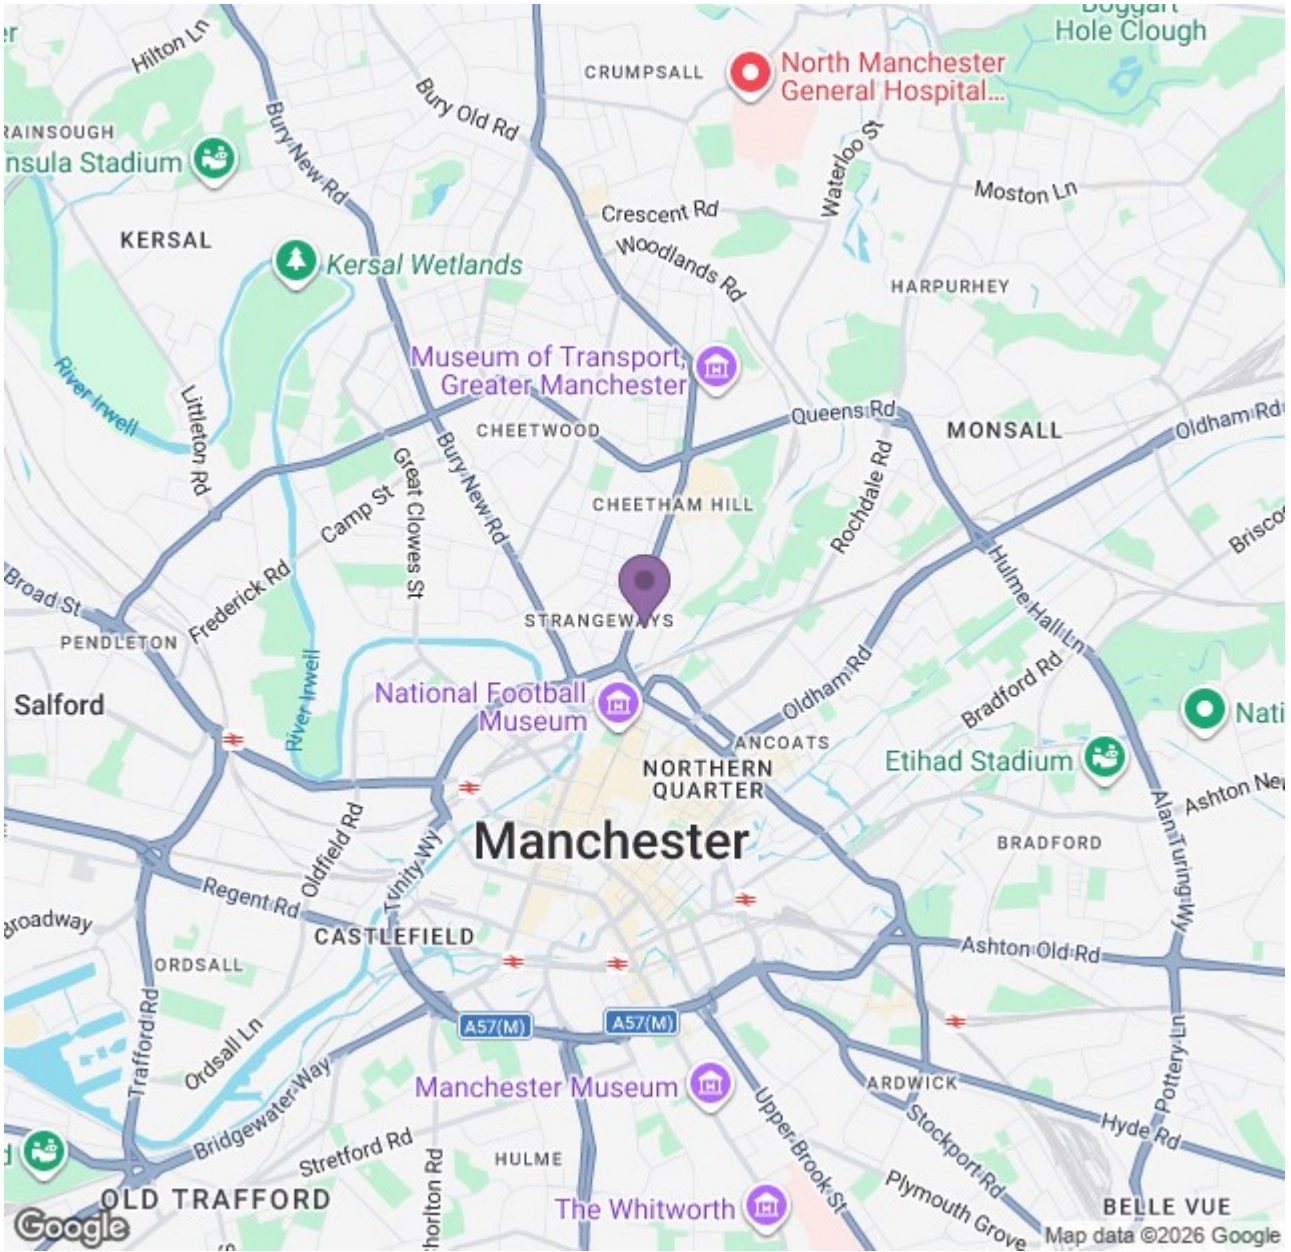 Boggart
Hole Clough
Hilton Ln
CRUMPSALL
North Manchester
General Hospital...
Bury Old Rd
Bury New Rd
RAINSOUGH
nsula Stadium
Waterloo St
Moston Ln
Crescent Rd
KERSAL
Kersal Wetlands
Woodlands Rd
HARPURHEY
Museum of Transport,
Greater Manchester
River Irwell
Littleton Rd
CHEETWOOD
Queens Rd
MONSALL
Oldham Rd
Bury New Rd
Great Clowes St
Camp St
CHEETHAM HILL
Rochdale Rd
Brisco
Broad St
Frederick Rd
Hulme Hall Ln
STRANGEWAYS
PENDLETON
River Irwell
Oldham Rd
Bradford Rd
Salford
National Football
Museum
Nati
ANCOATS
Etihad Stadium
NORTHERN
QUARTER
Ashton Ne
Alan Turing Wy
Oldfield Rd
Trinity Wy
Manchester
BRADFORD
Regent Rd
Broadway
CASTLEFIELD
Ashton Old Rd
ORDSALL
Trafford Rd
Ordsall Ln
A57(M)
A57(M)
Pottery Ln
Manchester Museum
ARDWICK
Bridgewater Way
Upper Brook St
Stockport Rd
Hyde Rd
Stretford Rd
HULME
d
Chorlton Rd
OLD TRAFFORD
The Whitworth
Plymouth Grove
BELLE VUE
Google
Map data ©2026 Google